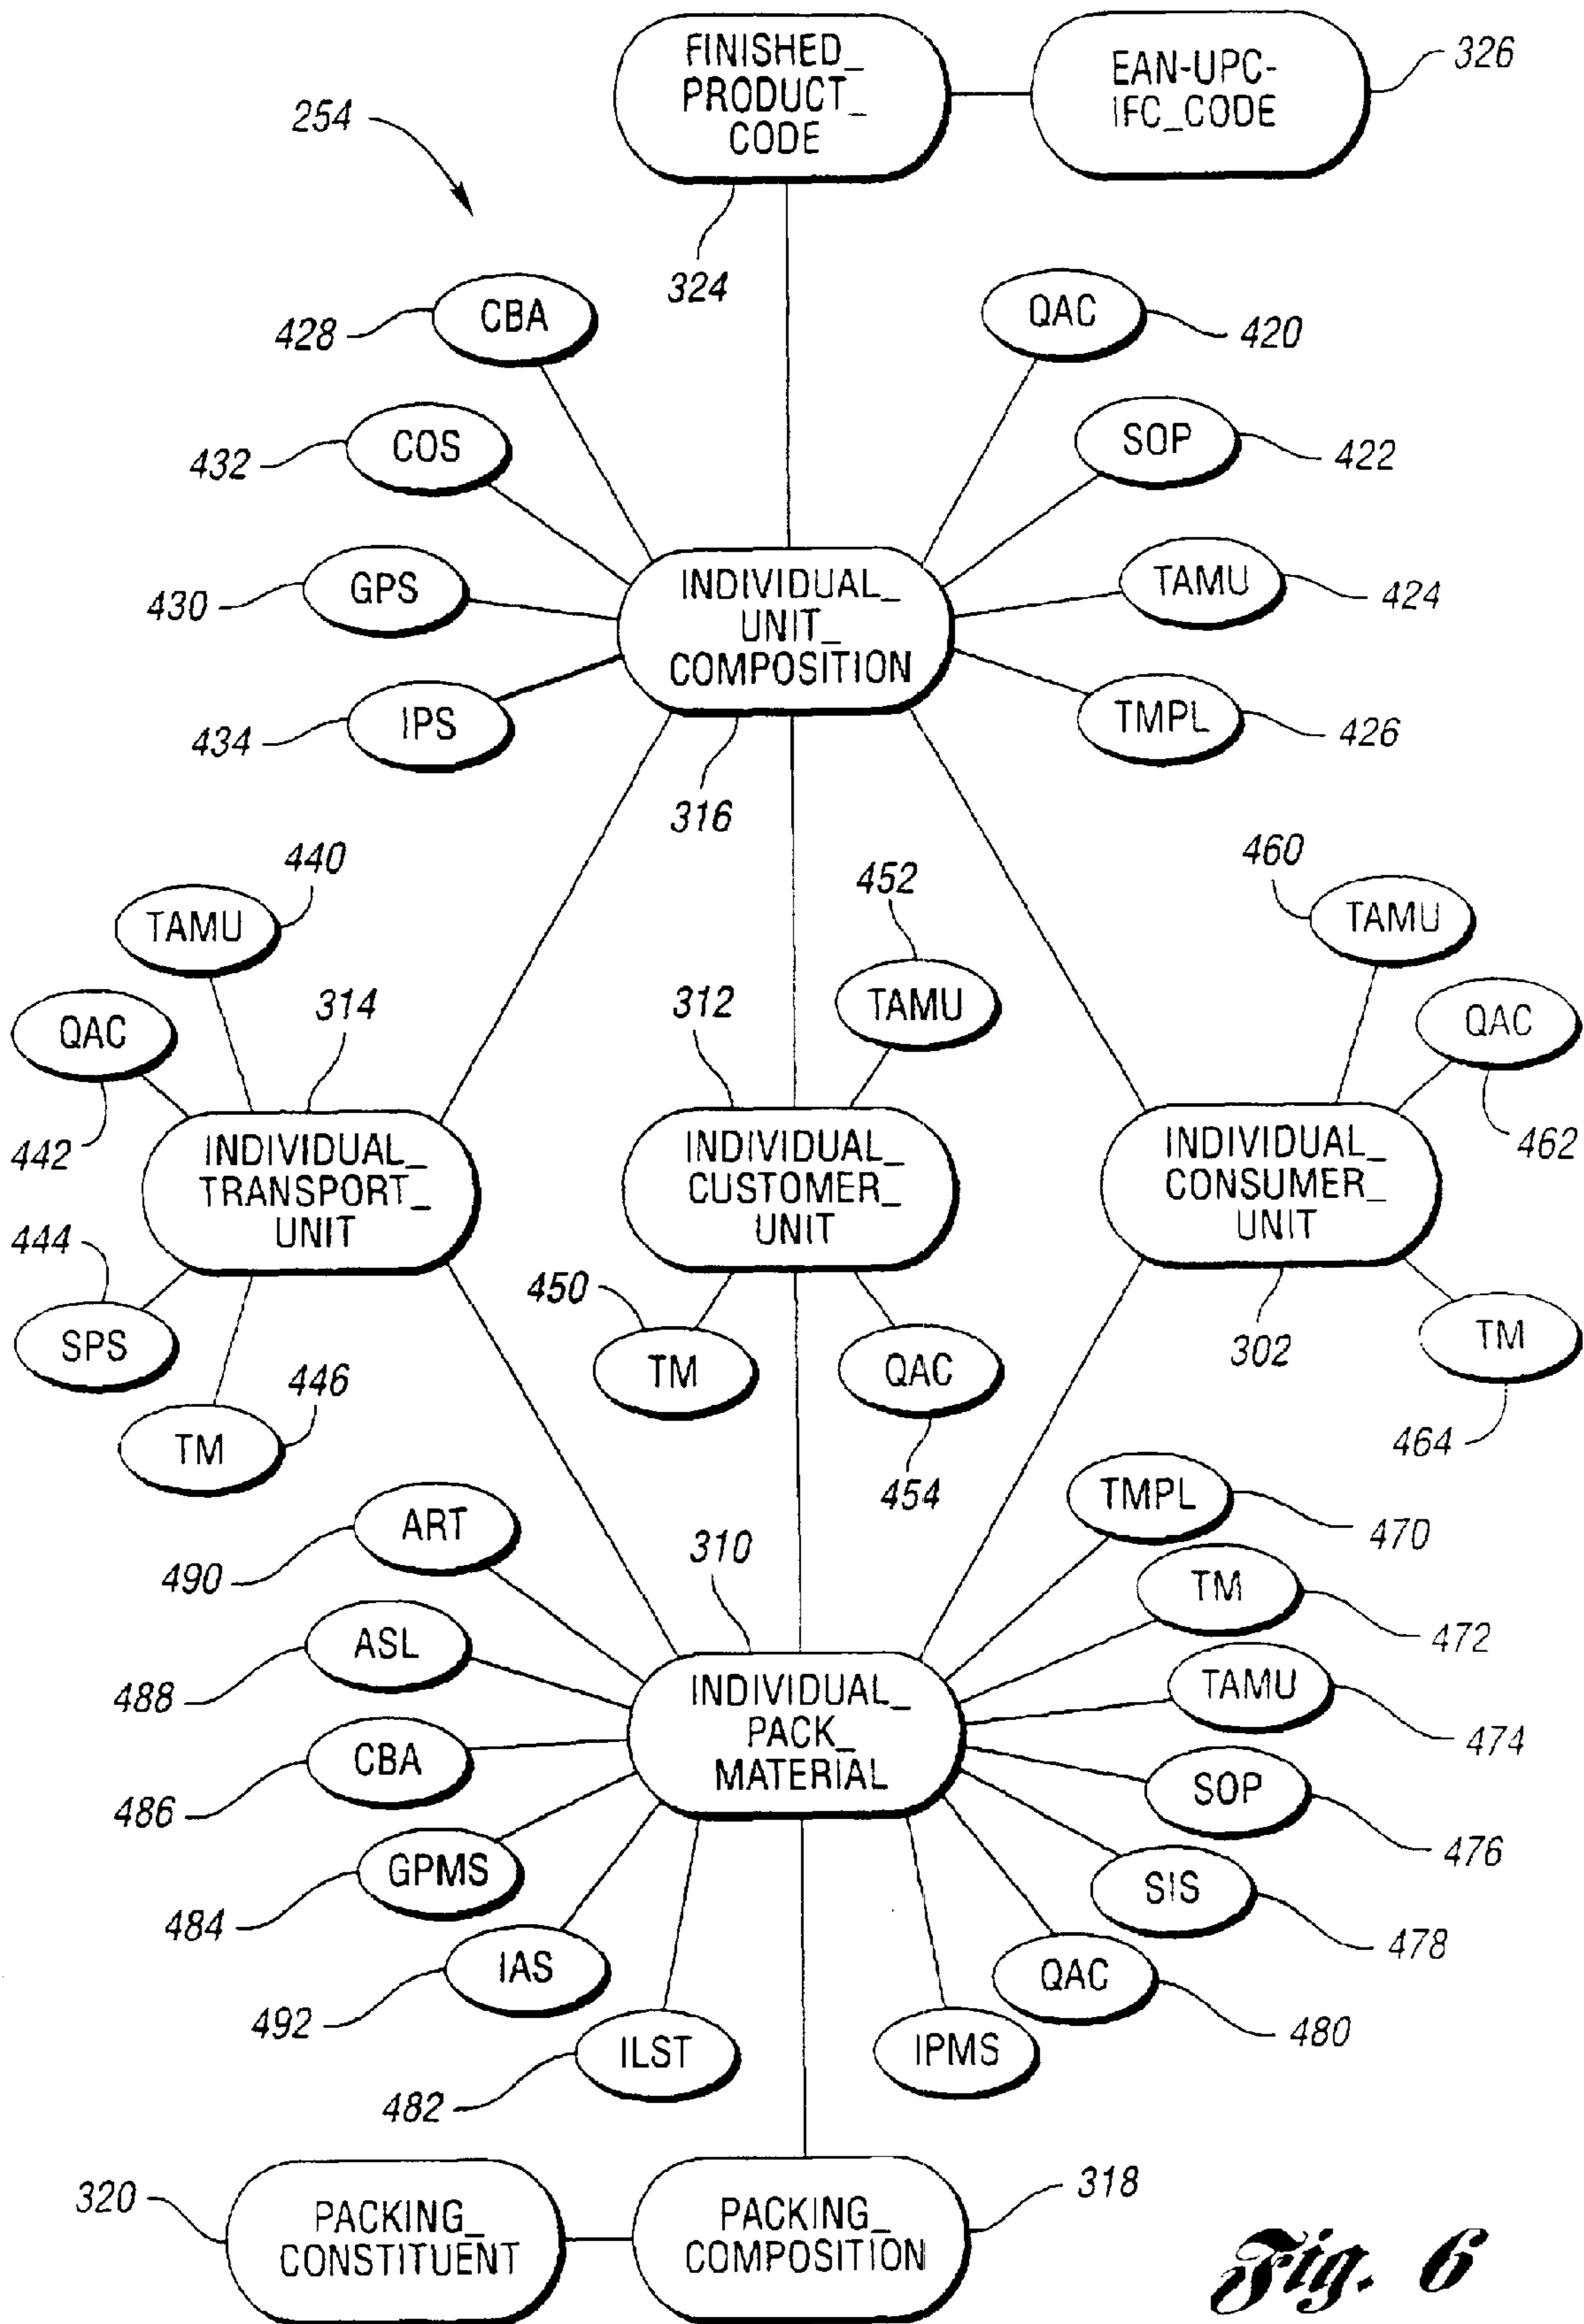 FINISHED_
PRODUCT_
CODE
EAN-UPC-
IFC_CODE
326
254
324
CBA
428
QAC
420
COS
432
SOP
422
GPS
430
TAMU
424
IPS
434
TMPL
426
INDIVIDUAL_
UNIT_
COMPOSITION
316
TAMU
440
QAC
442
314
INDIVIDUAL_
TRANSPORT_
UNIT
444
SPS
TM
446
452
TAMU
312
INDIVIDUAL_
CUSTOMER_
UNIT
450
TM
QAC
454
460
TAMU
QAC
462
INDIVIDUAL_
CONSUMER_
UNIT
302
TM
464
ART
490
ASL
488
CBA
486
GPMS
484
IAS
492
ILST
482
310
INDIVIDUAL_
PACK_
MATERIAL
TMPL
470
TM
472
TAMU
474
SOP
476
SIS
478
QAC
480
IPMS
320
PACKING_
CONSTITUENT
PACKING_
COMPOSITION
318
Fig. 6